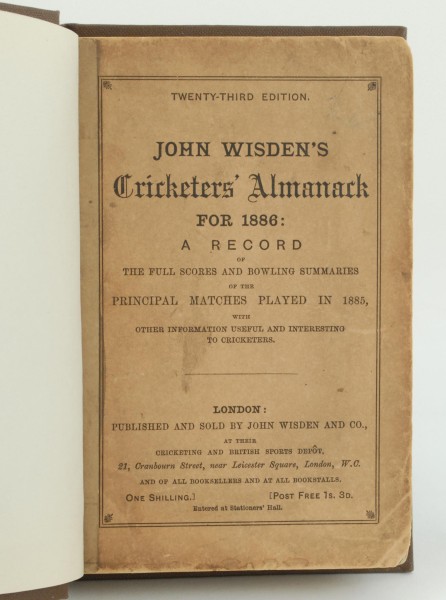 TWENTY-THIRD EDITION.
JOHN WISDEN'S
Cricketers' Almanack
FOR 1886:
A RECORD
OF
THE FULL SCORES AND BOWLING SUMMARIES
OF THE
PRINCIPAL MATCHES PLAYED IN 1885,
WITH
OTHER INFORMATION USEFUL AND INTERESTING
TO CRICKETERS.
LONDON:
PUBLISHED AND SOLD BY JOHN WISDEN AND CO.,
AT THEIR
CRICKETING AND BRITISH SPORTS DEPÔT,
21, Cranbourn Street, near Leicester Square, London, W.C.
AND OF ALL BOOKSELLERS AND AT ALL BOOKSTALLS.
ONE SHILLING.] [POST FREE 1S. 3D.
Entered at Stationers' Hall.